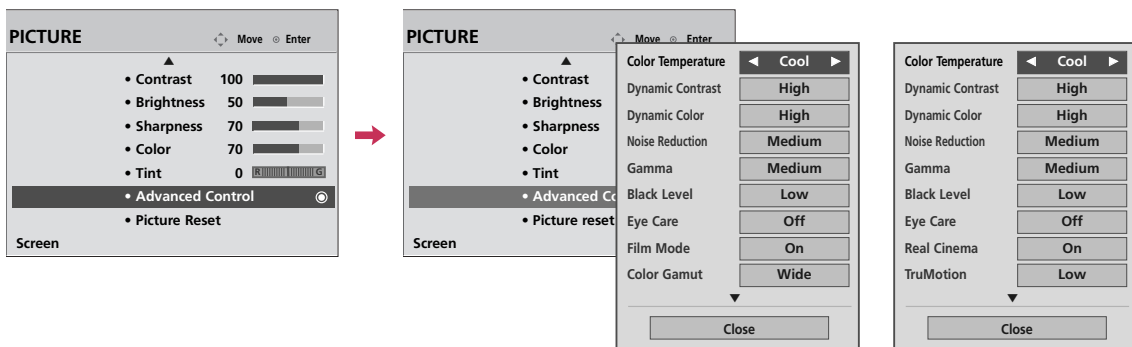 PICTURE
Move Enter
• Contrast 100
• Brightness 50
• Sharpness 70
• Color 70
• Tint 0 R G
• Advanced Control
• Picture Reset
Screen
PICTURE
Move Enter
• Contrast
• Brightness
• Sharpness
• Color
• Tint
• Advanced Co
• Picture reset
Screen
Color Temperature Cool
Dynamic Contrast High
Dynamic Color High
Noise Reduction Medium
Gamma Medium
Black Level Low
Eye Care Off
Film Mode On
Color Gamut Wide
Close
Color Temperature Cool
Dynamic Contrast High
Dynamic Color High
Noise Reduction Medium
Gamma Medium
Black Level Low
Eye Care Off
Real Cinema On
TruMotion Low
Close